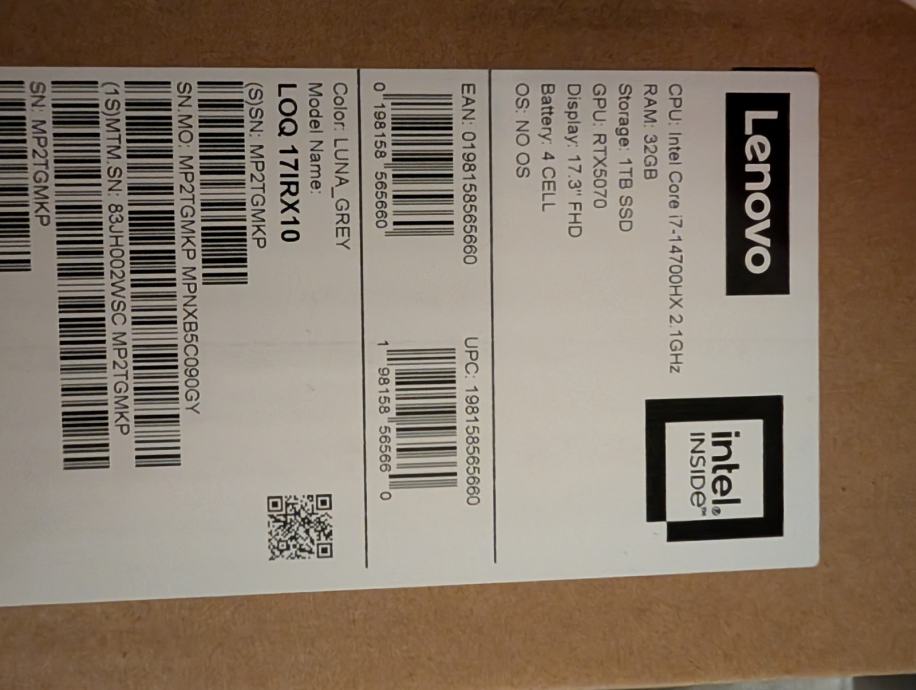 Lenovo
intel®
INSIDE™
CPU: Intel Core i7-14700HX 2.1GHz
RAM: 32GB
Storage: 1TB SSD
GPU: RTX5070
Display: 17.3" FHD
Battery: 4 CELL
OS: NO OS
EAN: 0198158565660
0 198158 565660
UPC: 198158565660
1 98158 56566 0
Color: LUNA_GREY
Model Name:
LOQ 17IRX10
(S)SN: MP2TGMKP
SN.MO: MP2TGMKP MPNXB5C090GY
(1S)MTM.SN: 83JH002WSC MP2TGMKP
SN: MP2TGMKP